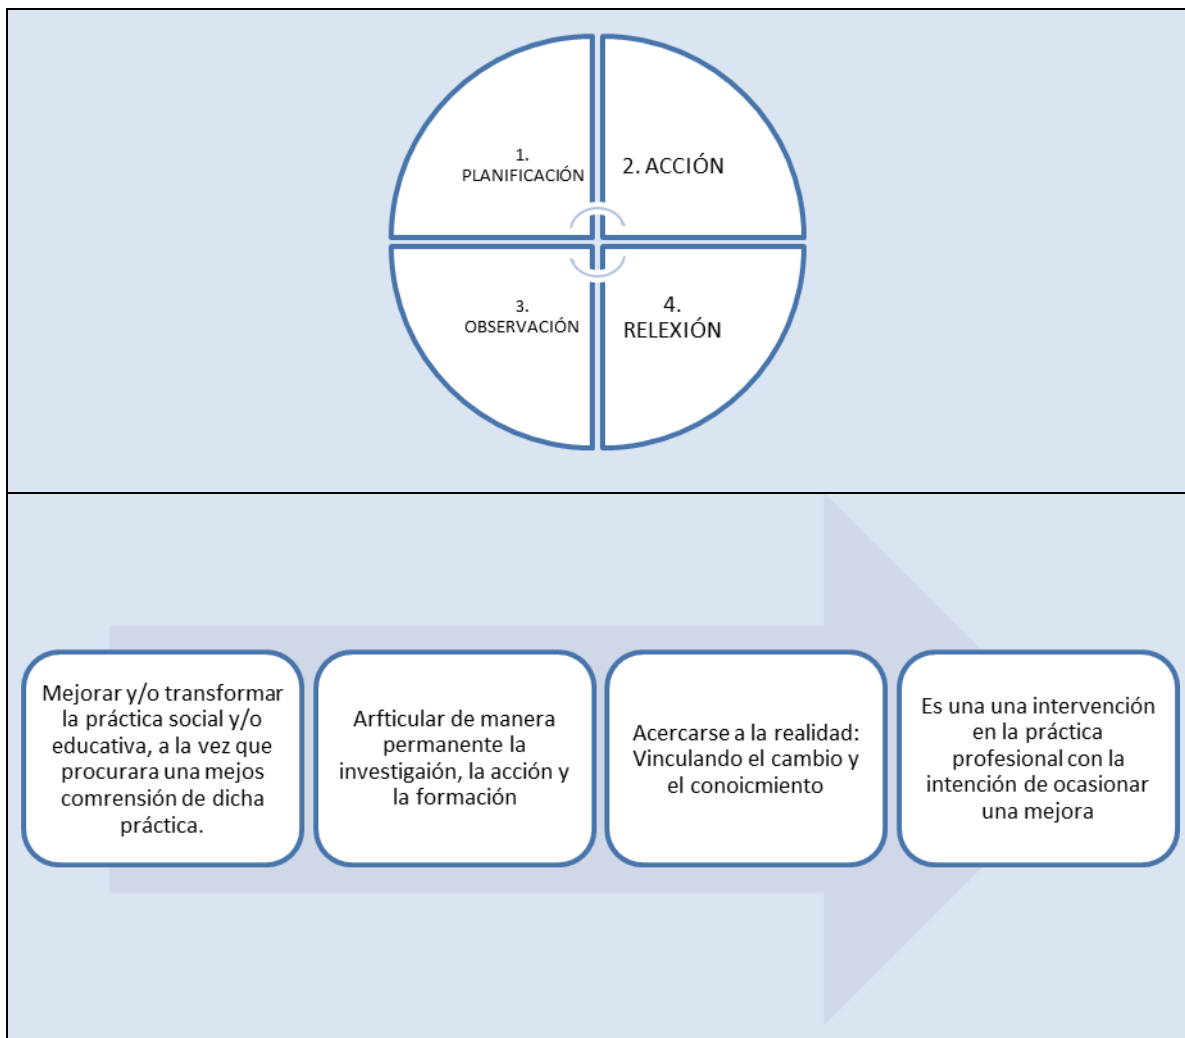 1.
PLANIFICACIÓN
2. ACCIÓN
3.
OBSERVACIÓN
4.
RELEXIÓN
Mejorar y/o transformar
la práctica social y/o
educativa, a la vez que
procurara una mejos
comrensión de dicha
práctica.
Arfticular de manera
permanente la
investigaión, la acción y
la formación
Acercarse a la realidad:
Vinculando el cambio y
el conoicmiento
Es una una intervención
en la práctica
profesional con la
intención de ocasionar
una mejora